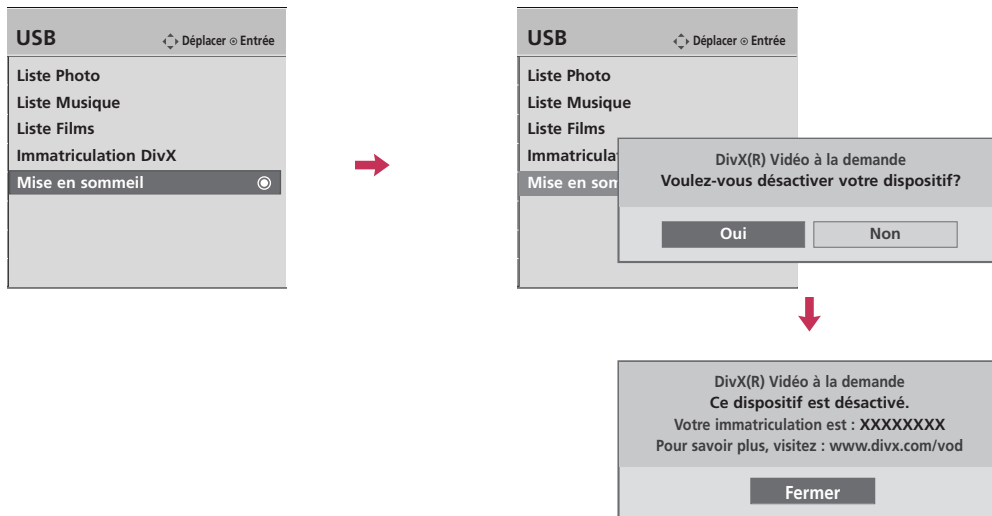 USB Déplacer Entrée
Liste Photo
Liste Musique
Liste Films
Immatriculation DivX
Mise en sommeil
USB Déplacer Entrée
Liste Photo
Liste Musique
Liste Films
Immatriculat
Mise en som
DivX(R) Vidéo à la demande
Voulez-vous désactiver votre dispositif?
Oui Non
DivX(R) Vidéo à la demande
Ce dispositif est désactivé.
Votre immatriculation est : XXXXXXXX
Pour savoir plus, visitez : www.divx.com/vod
Fermer